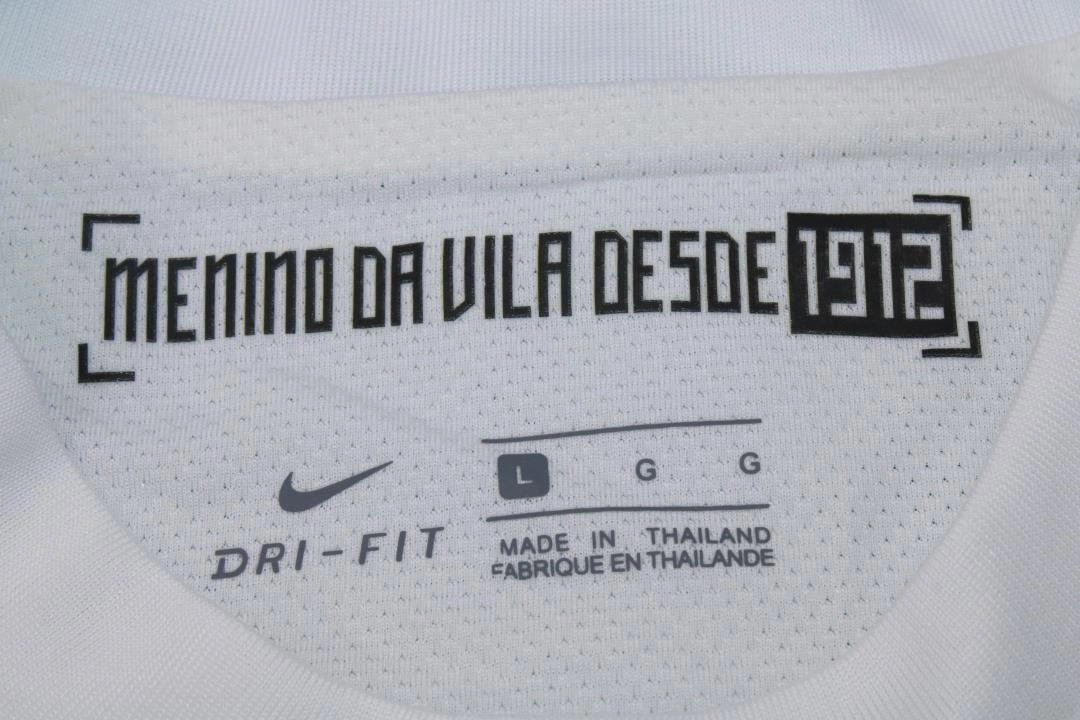 MENINO DA VILA DESDE 1912
L G G
DRI-FIT
MADE IN THAILAND
FABRIQUE EN THAILANDE